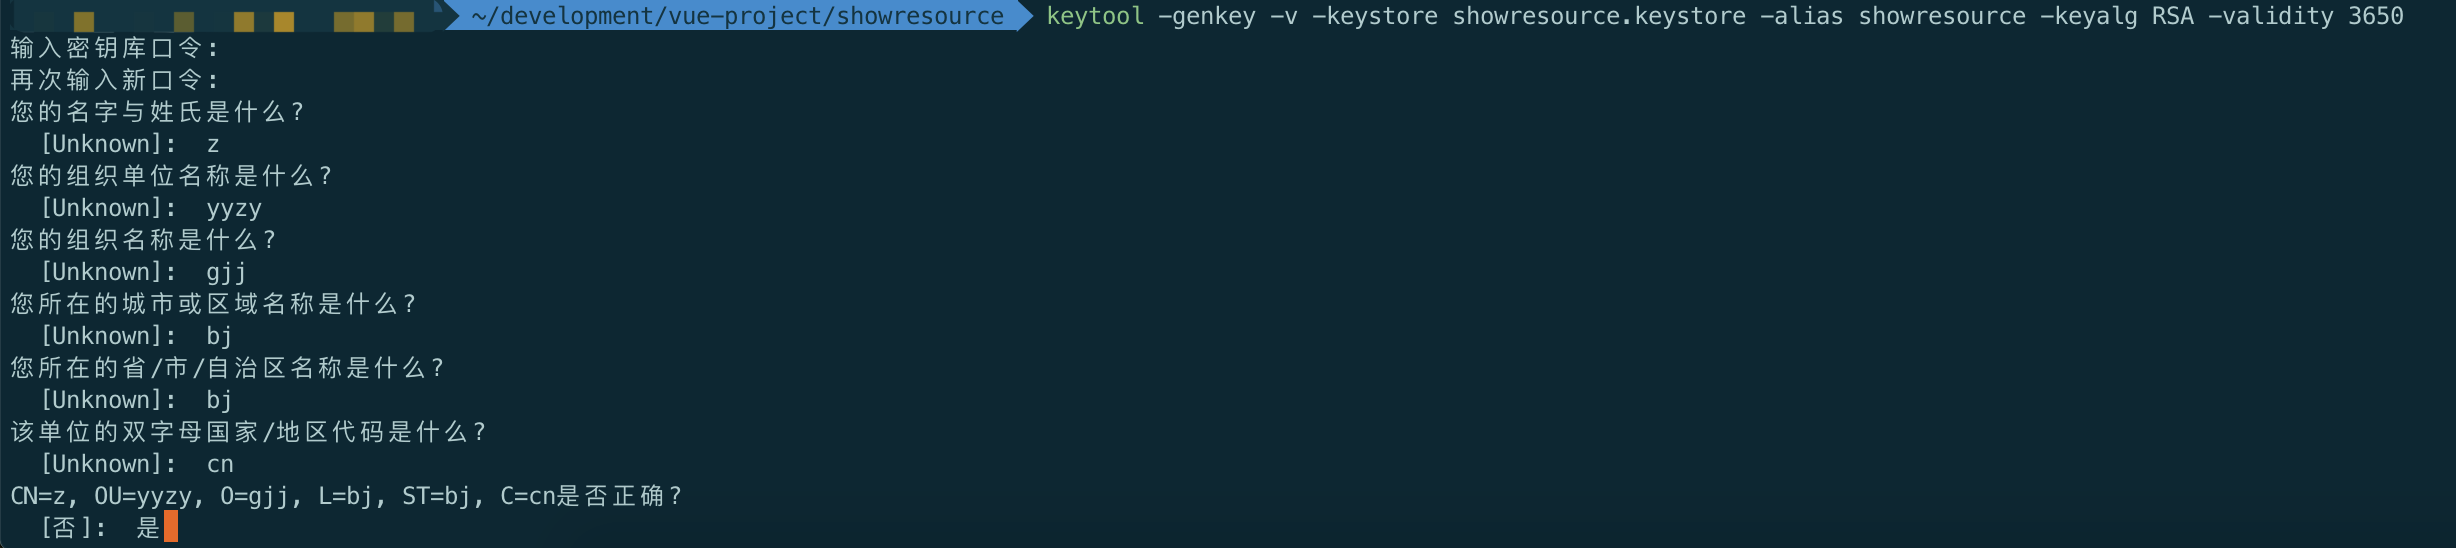 ~/development/vue-project/showresource keytool -genkey -v -keystore showresource.keystore -alias showresource -keyalg RSA -validity 3650
输入密钥库口令:
再次输入新口令:
您的名字与姓氏是什么?
[Unknown]: z
您的组织单位名称是什么?
[Unknown]: yyzy
您的组织名称是什么?
[Unknown]: gjj
您所在的城市或区域名称是什么?
[Unknown]: bj
您所在的省/市/自治区名称是什么?
[Unknown]: bj
该单位的双字母国家/地区代码是什么?
[Unknown]: cn
CN=z, OU=yyzy, O=gjj, L=bj, ST=bj, C=cn是否正确?
[否]: 是